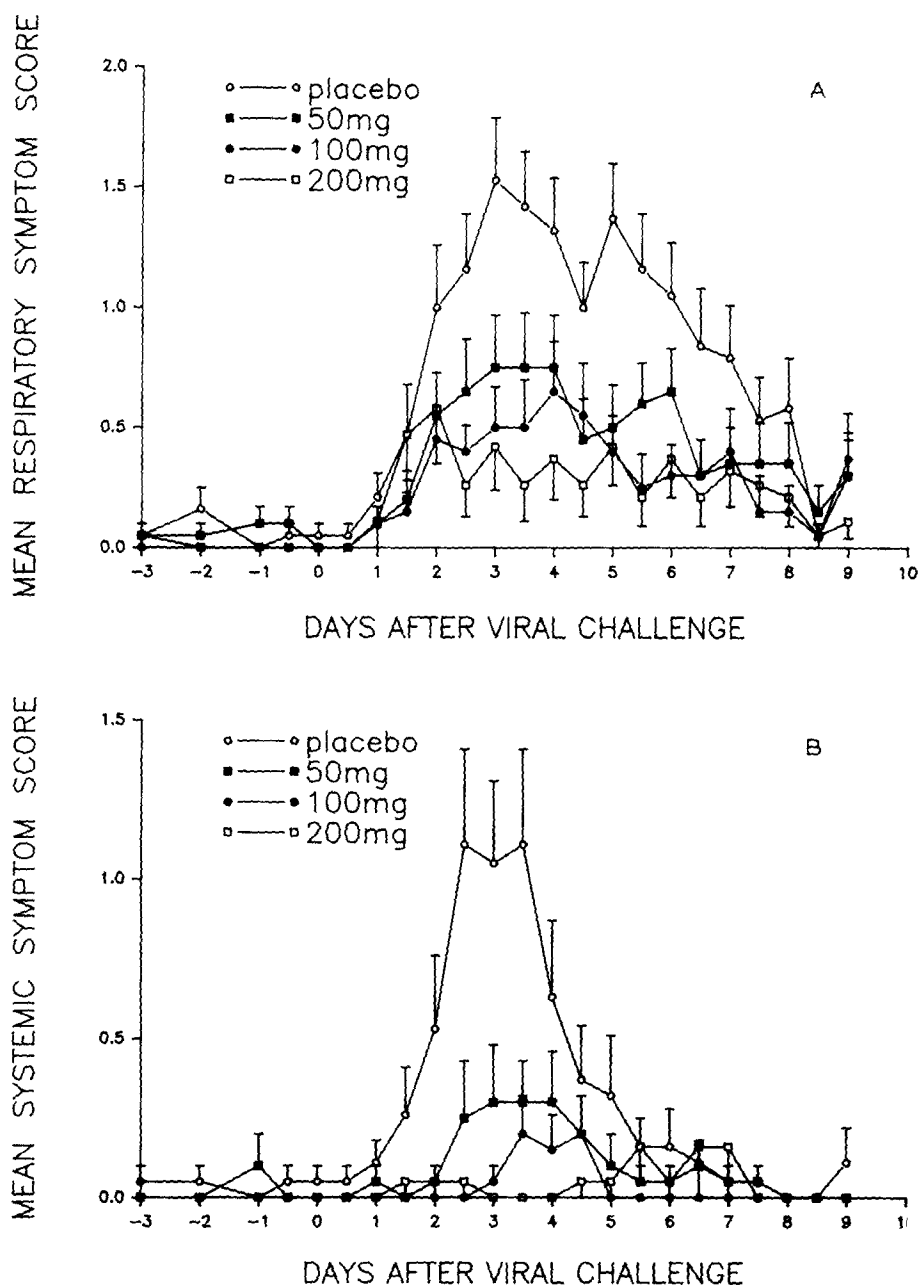 MEAN RESPIRATORY SYMPTOM SCORE
2.0
1.5
1.0
0.5
0.0
placebo
50mg
100mg
200mg
A
-3 -2 -1 0 1 2 3 4 5 6 7 8 9 10
DAYS AFTER VIRAL CHALLENGE
MEAN SYSTEMIC SYMPTOM SCORE
1.5
1.0
0.5
0.0
placebo
50mg
100mg
200mg
B
-3 -2 -1 0 1 2 3 4 5 6 7 8 9
DAYS AFTER VIRAL CHALLENGE